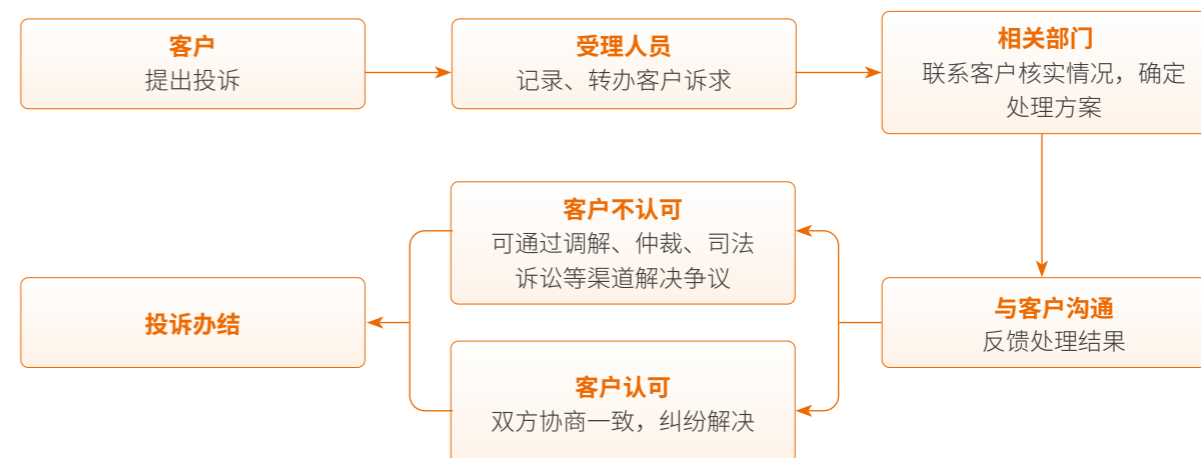 客户
提出投诉
受理人员
记录、转办客户诉求
相关部门
联系客户核实情况，确定
处理方案
与客户沟通
反馈处理结果
客户不认可
可通过调解、仲裁、司法
诉讼等渠道解决争议
客户认可
双方协商一致，纠纷解决
投诉办结